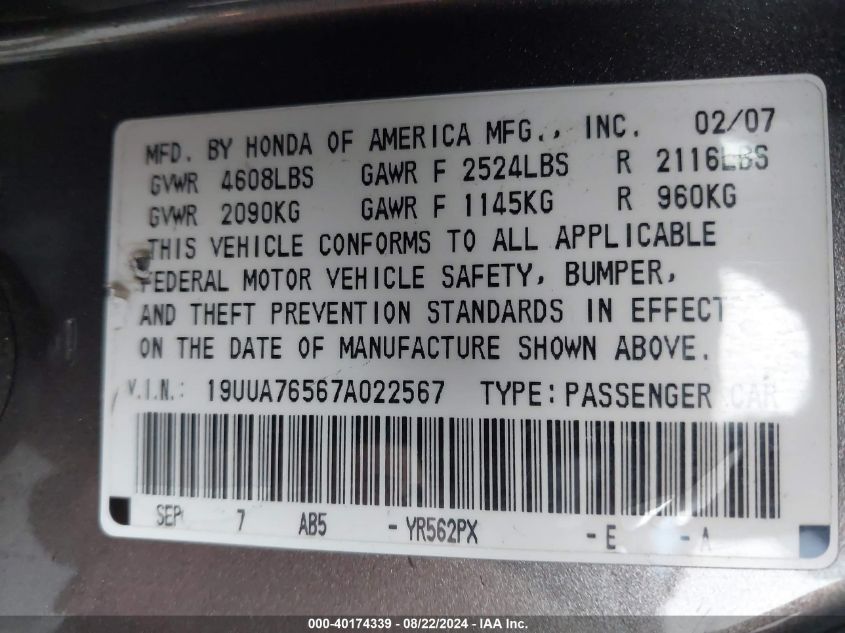 MFD. BY HONDA OF AMERICA MFG., INC. 02/07
GVWR 4608LBS GAWR F 2524LBS R 2116LBS
GVWR 2090KG GAWR F 1145KG R 960KG
THIS VEHICLE CONFORMS TO ALL APPLICABLE
FEDERAL MOTOR VEHICLE SAFETY, BUMPER,
AND THEFT PREVENTION STANDARDS IN EFFECT
ON THE DATE OF MANUFACTURE SHOWN ABOVE.
V.I.N.: 19UUA76567A022567 TYPE: PASSENGER CAR
7 AB5 - YR562PX - E - A
000-40174339 - 08/22/2024 - IAA Inc.